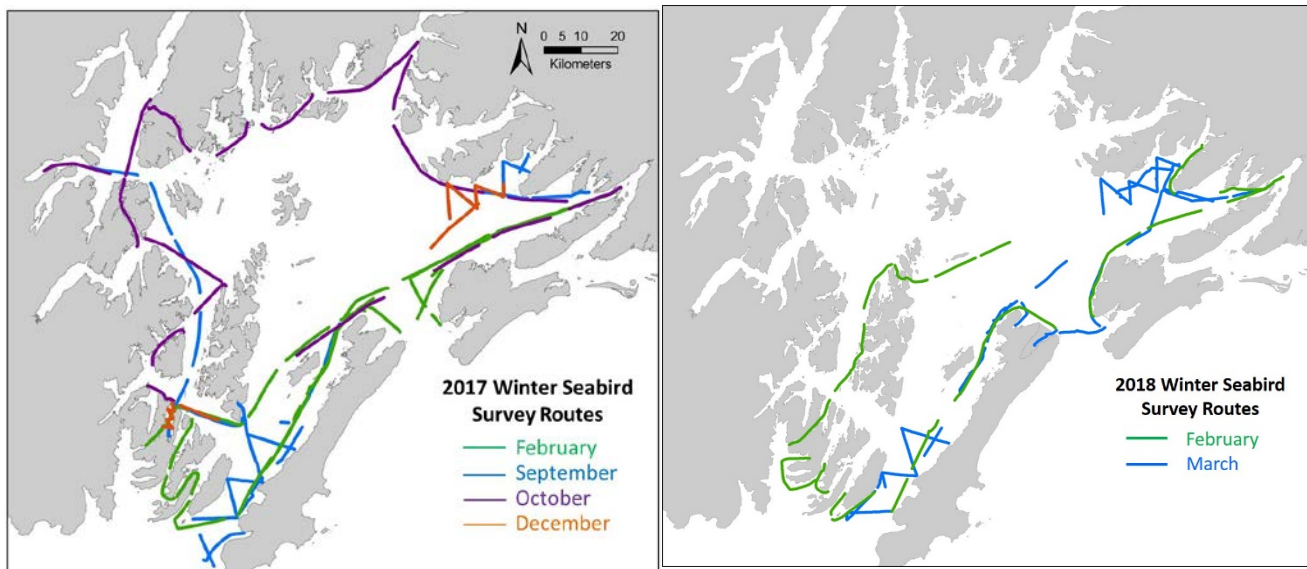 N
0 5 10 20
Kilometers
2017 Winter Seabird
Survey Routes
February
September
October
December
2018 Winter Seabird
Survey Routes
February
March